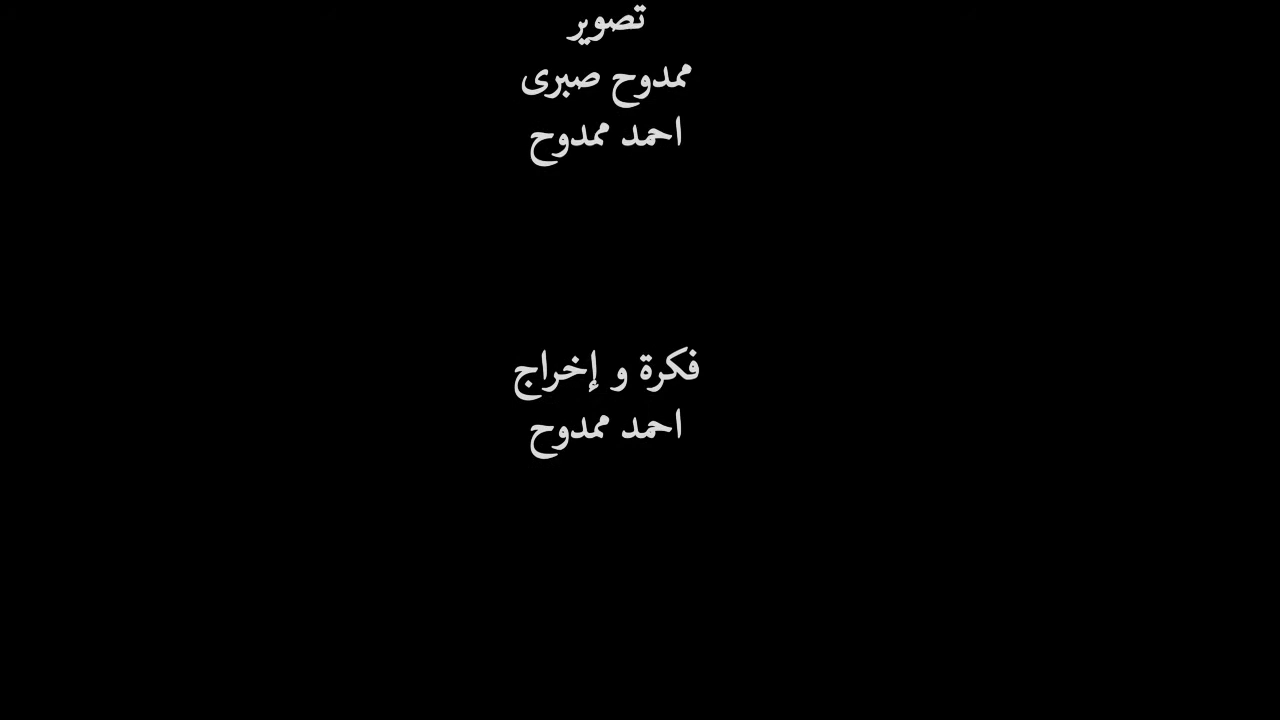 تصوير
ممدوح صبرى
احمد ممدوح
فكرة و إخراج
احمد ممدوح